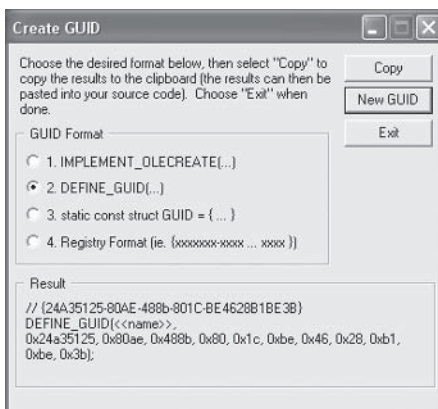 Create GUID
Choose the desired format below, then select "Copy" to
copy the results to the clipboard (the results can then be
pasted into your source code). Choose "Exit" when
done.
Copy
New GUID
Exit
GUID Format
1. IMPLEMENT_OLECREATE(...)
2. DEFINE_GUID(...)
3. static const struct GUID = { ... }
4. Registry Format (ie. {xxxxxxx-xxxx ... xxxx })
Result
// {24A35125-80AE-488b-801C-BE4628B1BE3B}
DEFINE_GUID(<<name>>,
0x24a35125, 0x80ae, 0x488b, 0x80, 0x1c, 0xbe, 0x46, 0x28, 0xb1,
0xbe, 0x3b);